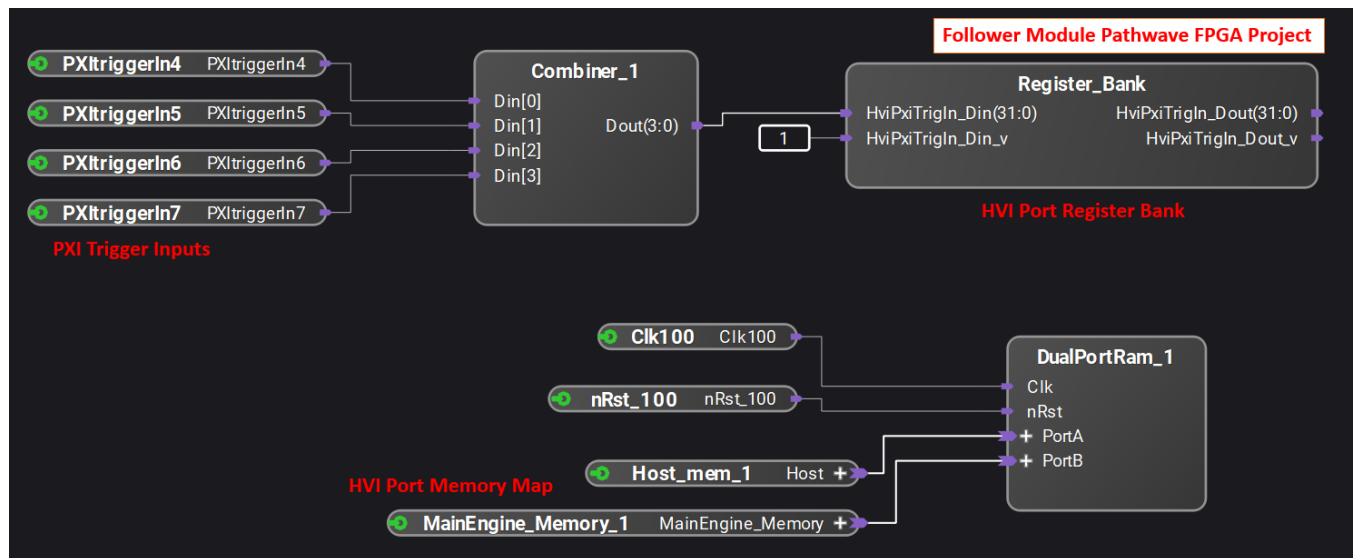 Follower Module Pathwave FPGA Project
PXItriggerIn4 PXItriggerIn4
PXItriggerIn5 PXItriggerIn5
PXItriggerIn6 PXItriggerIn6
PXItriggerIn7 PXItriggerIn7
PXI Trigger Inputs
Combiner_1
Din[0]
Din[1] Dout(3:0)
Din[2]
Din[3]
1
Register_Bank
HviPxiTrigIn_Din(31:0) HviPxiTrigIn_Dout(31:0)
HviPxiTrigIn_Din_v HviPxiTrigIn_Dout_v
HVI Port Register Bank
Clk100 Clk100
nRst_100 nRst_100
Host_mem_1 Host +
HVI Port Memory Map
MainEngine_Memory_1 MainEngine_Memory +
DualPortRam_1
Clk
nRst
+ PortA
+ PortB